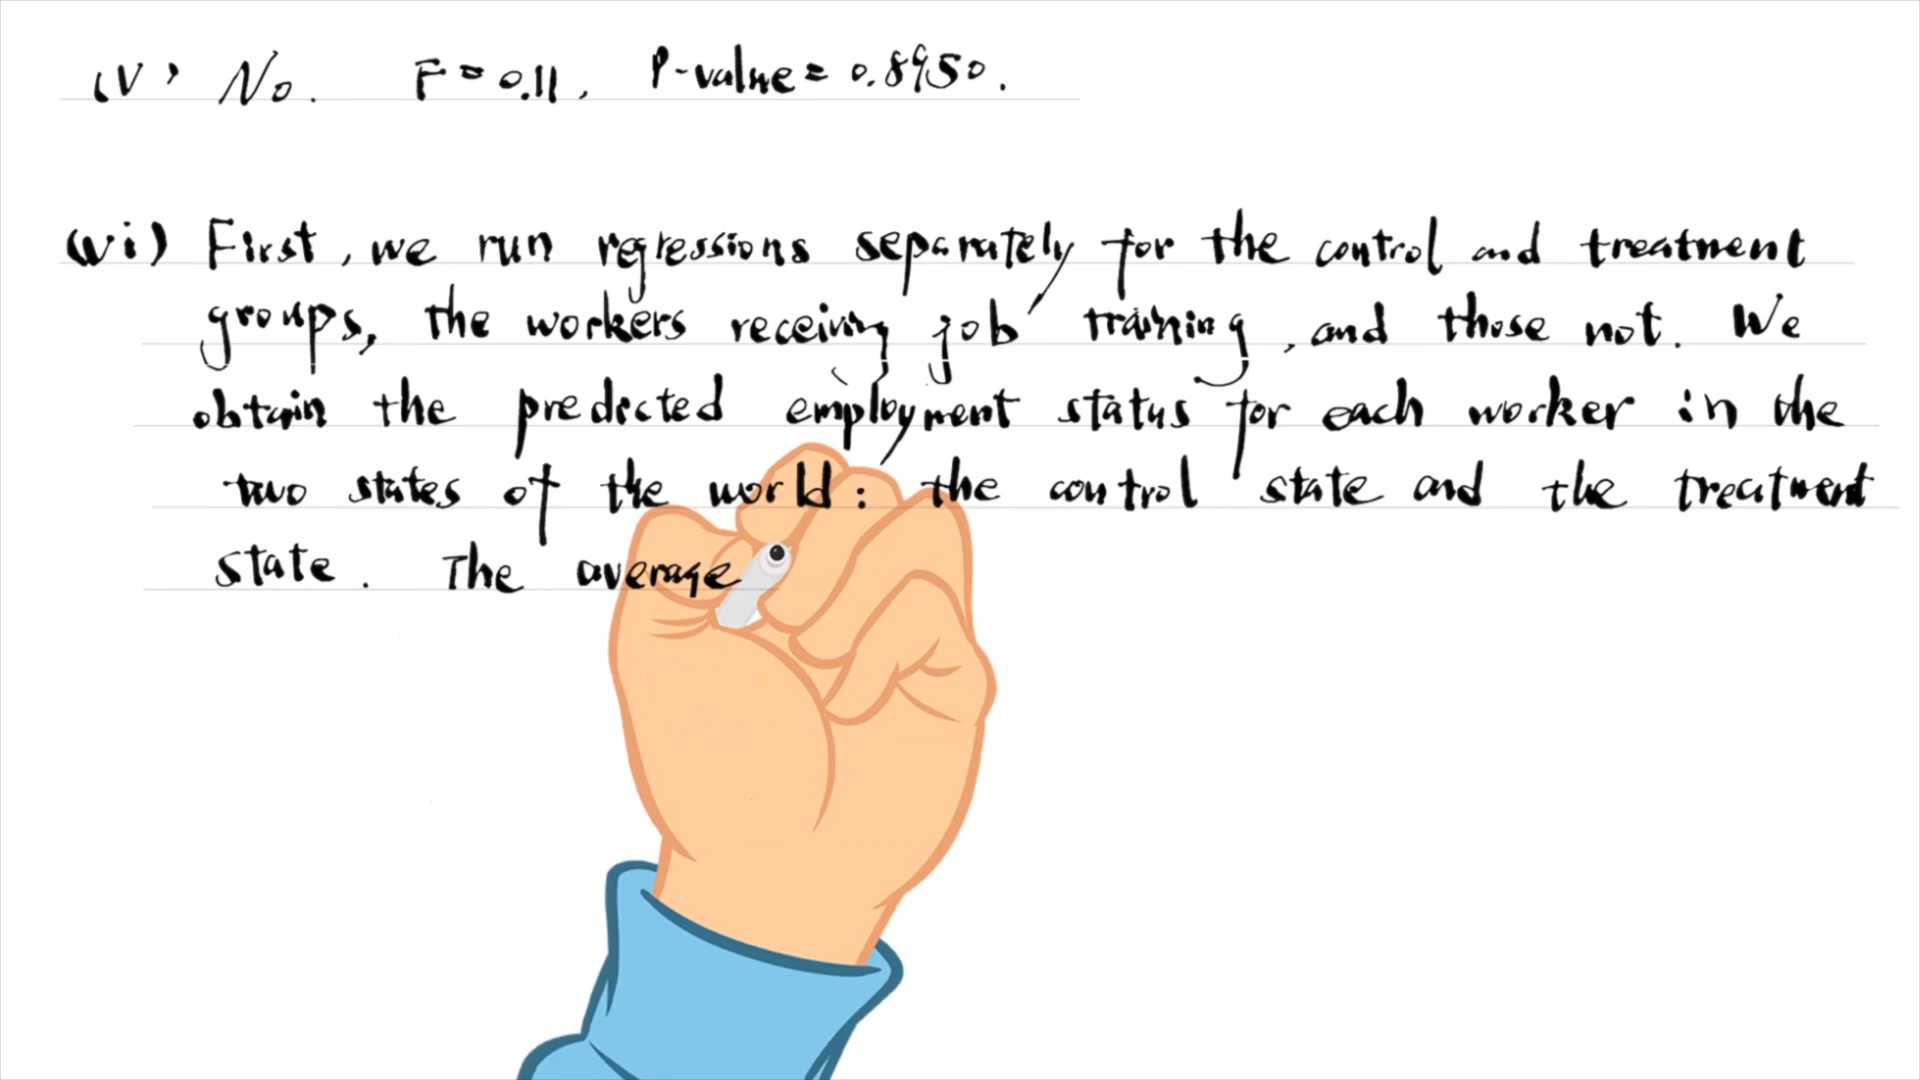 (V) No. F = 0.11, P-value = 0.8950.
(vi) First, we run regressions separately for the control and treatment
groups, the workers receiving job training, and those not. We
obtain the predicted employment status for each worker in the
two states of the world: the control state and the treatment
state. The average